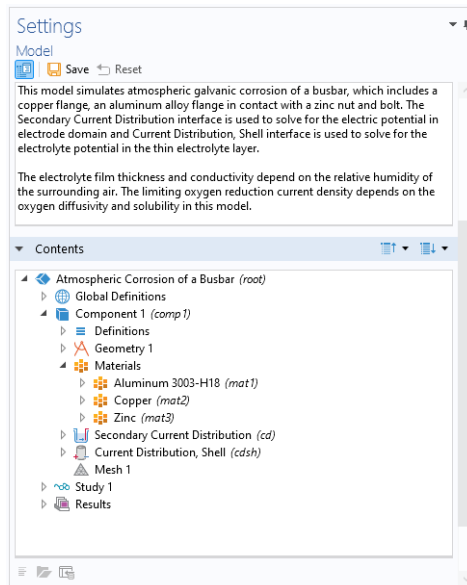 Settings
Model
Save Reset
This model simulates atmospheric galvanic corrosion of a busbar, which includes a
copper flange, an aluminum alloy flange in contact with a zinc nut and bolt. The
Secondary Current Distribution interface is used to solve for the electric potential in
electrode domain and Current Distribution, Shell interface is used to solve for the
electrolyte potential in the thin electrolyte layer.
The electrolyte film thickness and conductivity depend on the relative humidity of
the surrounding air. The limiting oxygen reduction current density depends on the
oxygen diffusivity and solubility in this model.
Contents
Atmospheric Corrosion of a Busbar (root)
Global Definitions
Component 1 (comp1)
Definitions
Geometry 1
Materials
Aluminum 3003-H18 (mat1)
Copper (mat2)
Zinc (mat3)
Secondary Current Distribution (cd)
Current Distribution, Shell (cdsh)
Mesh 1
Study 1
Results